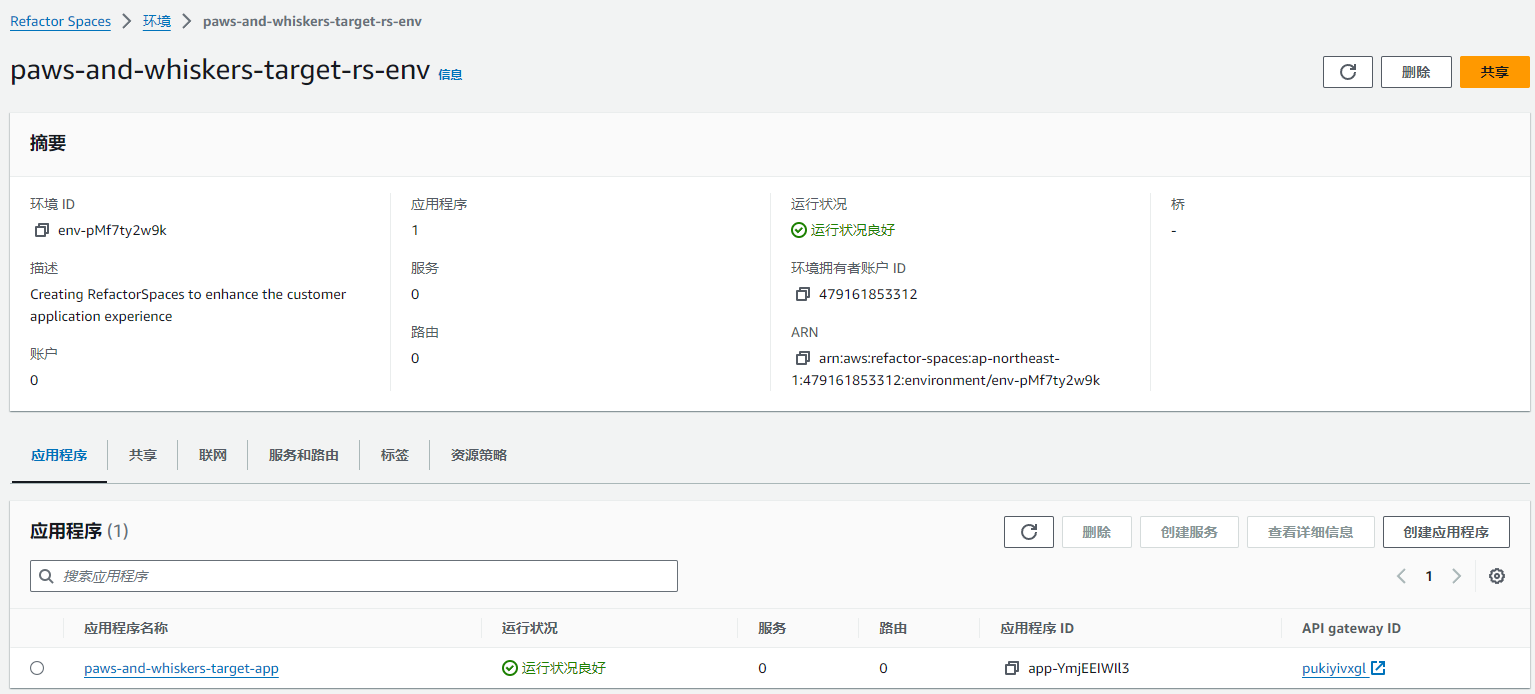 Refactor Spaces > 环境 > paws-and-whiskers-target-rs-env
paws-and-whiskers-target-rs-env 信息
删除 共享
摘要
环境 ID
env-pMf7ty2w9k
描述
Creating RefactorSpaces to enhance the customer
application experience
账户
0
应用程序
1
服务
0
路由
0
运行状况
运行状况良好
环境拥有者账户 ID
479161853312
ARN
arn:aws:refactor-spaces:ap-northeast-
1:479161853312:environment/env-pMf7ty2w9k
桥
-
应用程序 共享 联网 服务和路由 标签 资源策略
应用程序 (1)
删除 创建服务 查看详细信息 创建应用程序
搜索应用程序
1
应用程序名称 运行状况 服务 路由 应用程序 ID API gateway ID
paws-and-whiskers-target-app 运行状况良好 0 0 app-YmjEEIWIl3 pukiyivxgl